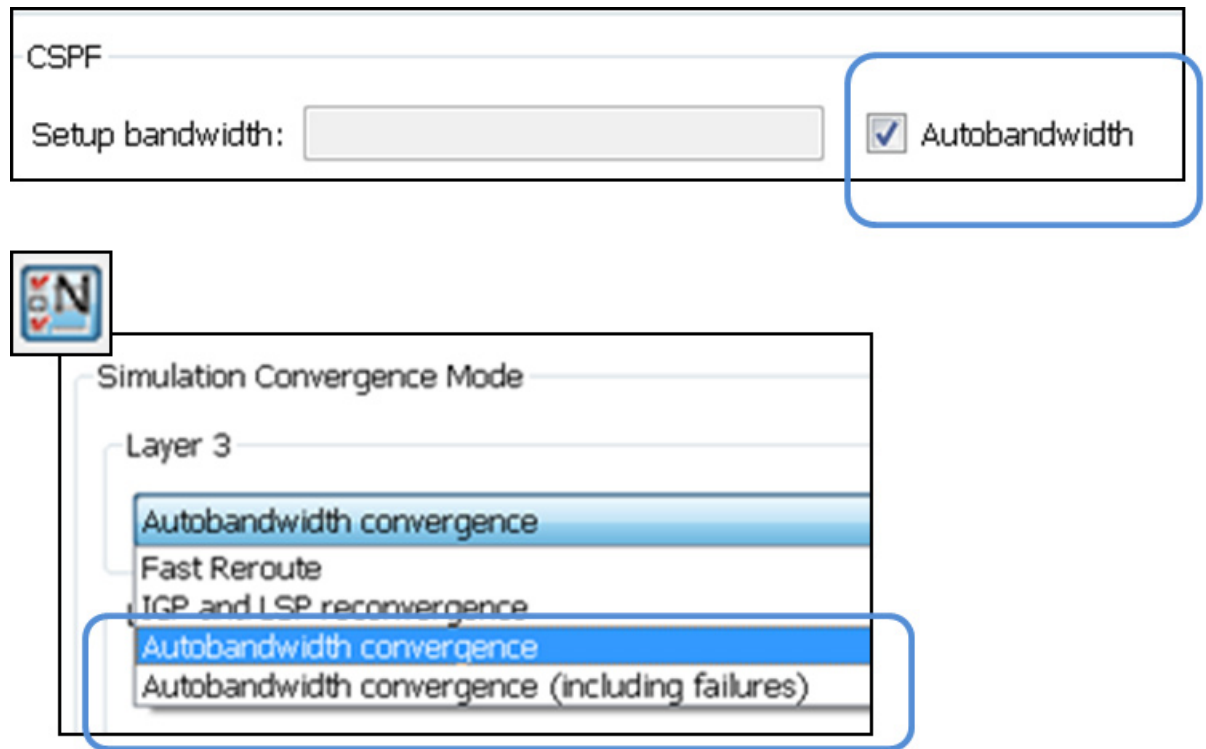 CSPF
Setup bandwidth:
Autobandwidth
N
Simulation Convergence Mode
Layer 3
Autobandwidth convergence
Fast Reroute
IGP and LSP reconvergence
Autobandwidth convergence
Autobandwidth convergence (including failures)